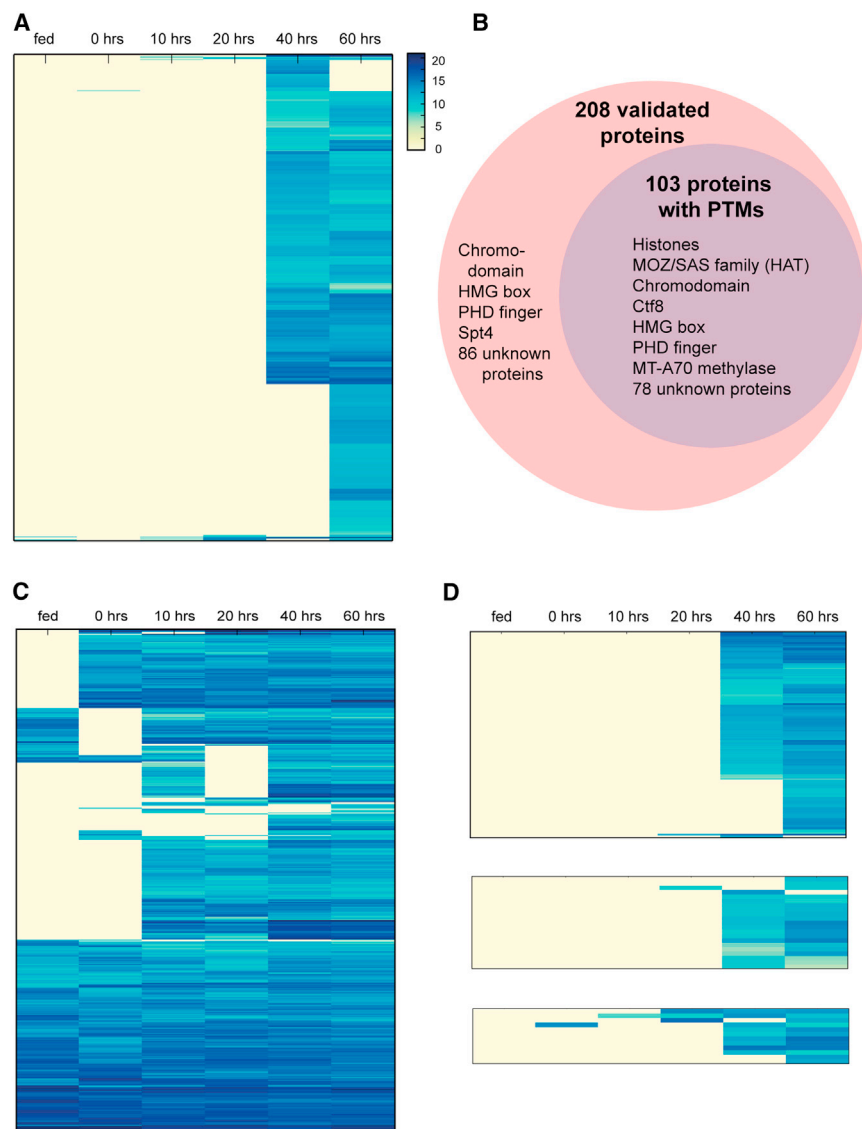 A
fed 0 hrs 10 hrs 20 hrs 40 hrs 60 hrs
20
15
10
5
0
B
208 validated
proteins
103 proteins
with PTMs
Chromo-
domain
HMG box
PHD finger
Spt4
86 unknown
proteins
Histones
MOZ/SAS family (HAT)
Chromodomain
Ctf8
HMG box
PHD finger
MT-A70 methylase
78 unknown proteins
C
fed 0 hrs 10 hrs 20 hrs 40 hrs 60 hrs
D
fed 0 hrs 10 hrs 20 hrs 40 hrs 60 hrs